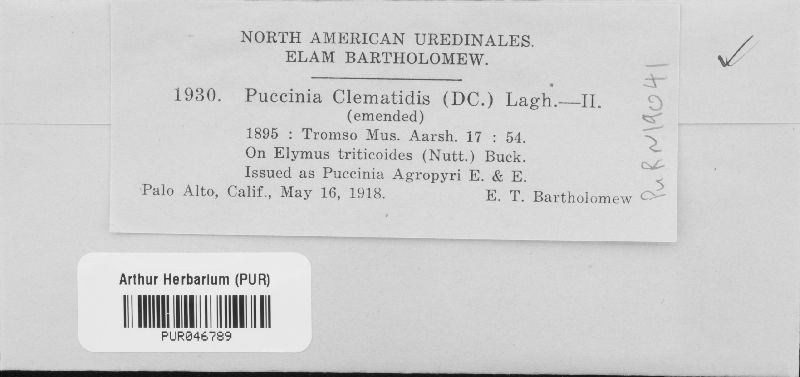 NORTH AMERICAN UREDINALES.
ELAM BARTHOLOMEW.
1930. Puccinia Clematidis (DC.) Lagh.—II.
(emended)
1895 : Tromso Mus. Aarsh. 17 : 54.
On Elymus triticoides (Nutt.) Buck.
Issued as Puccinia Agropyri E. & E.
Palo Alto, Calif., May 16, 1918. E. T. Bartholomew
PURN19041
Arthur Herbarium (PUR)
PUR046789